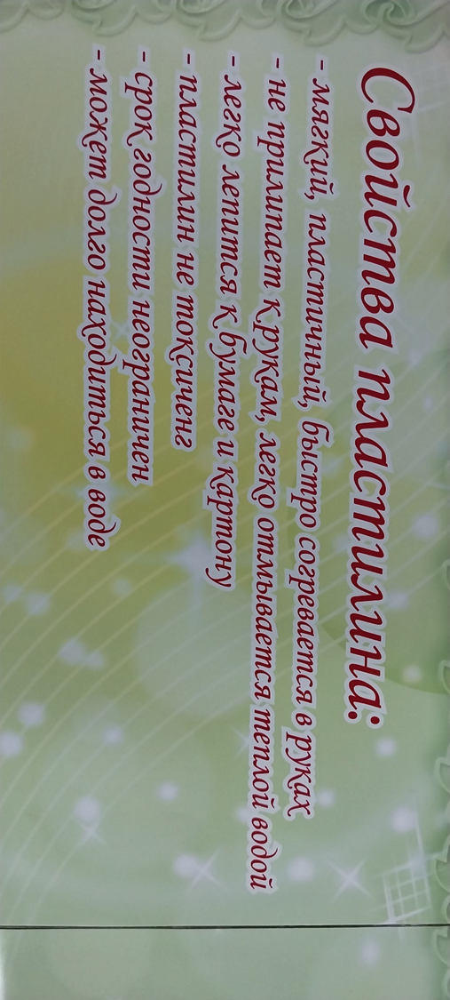 Свойства пластилина:
- мягкий, пластичный, быстро согревается в руках
- не прилипает к рукам, легко отмывается теплой водой
- легко лепится к бумаге и картону
- пластилин не токсиченг
- срок годности неограничен
- может долго находиться в воде